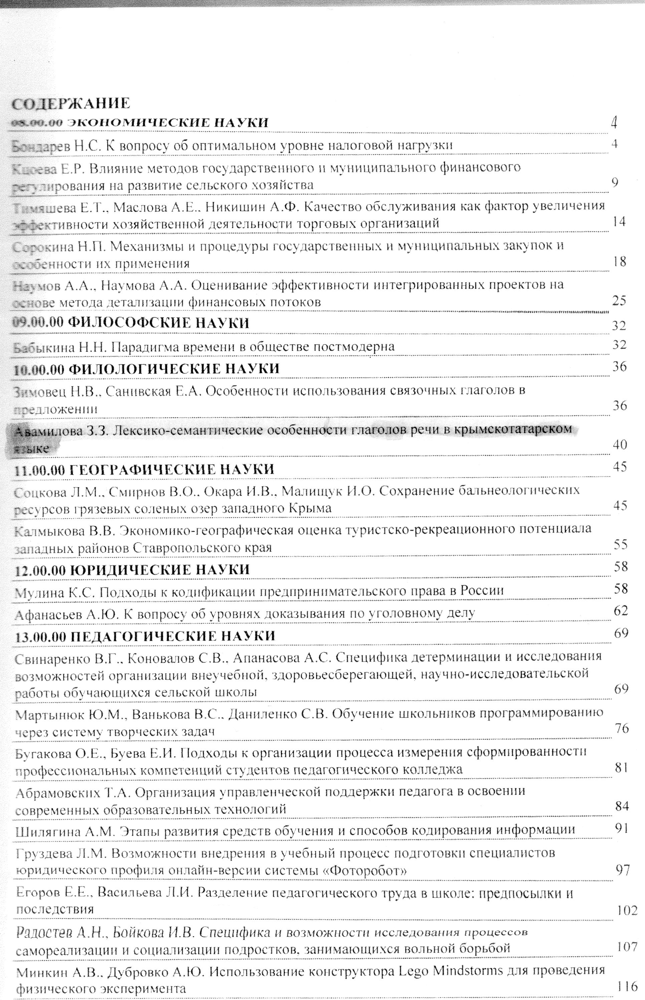 СОДЕРЖАНИЕ
08.00.00 ЭКОНОМИЧЕСКИЕ НАУКИ 4
Бондарев Н.С. К вопросу об оптимальном уровне налоговой нагрузки 4
Кцоева Е.Р. Влияние методов государственного и муниципального финансового
регулирования на развитие сельского хозяйства 9
Тимяшева Е.Т., Маслова А.Е., Никишин А.Ф. Качество обслуживания как фактор увеличения
эффективности хозяйственной деятельности торговых организаций 14
Сорокина Н.П. Механизмы и процедуры государственных и муниципальных закупок и
особенности их применения 18
Наумов А.А., Наумова А.А. Оценивание эффективности интегрированных проектов на
основе метода детализации финансовых потоков 25
09.00.00 ФИЛОСОФСКИЕ НАУКИ 32
Бабыкина Н.Н. Парадигма времени в обществе постмодерна 32
10.00.00 ФИЛОЛОГИЧЕСКИЕ НАУКИ 36
Зимовец Н.В., Санивская Е.А. Особенности использования связочных глаголов в
предложении 36
Авамилова З.З. Лексико-семантические особенности глаголов речи в крымскотатарском
языке 40
11.00.00 ГЕОГРАФИЧЕСКИЕ НАУКИ 45
Соцкова Л.М., Смирнов В.О., Окара И.В., Малищук И.О. Сохранение бальнеологических
ресурсов грязевых соленых озер западного Крыма 45
Калмыкова В.В. Экономико-географическая оценка туристско-рекреационного потенциала
западных районов Ставропольского края 55
12.00.00 ЮРИДИЧЕСКИЕ НАУКИ 58
Мулина К.С. Подходы к кодификации предпринимательского права в России 58
Афанасьев А.Ю. К вопросу об уровнях доказывания по уголовному делу 62
13.00.00 ПЕДАГОГИЧЕСКИЕ НАУКИ 69
Свинаренко В.Г., Коновалов С.В., Апанасова А.С. Специфика детерминации и исследования
возможностей организации внеучебной, здоровьесберегающей, научно-исследовательской
работы обучающихся сельской школы 69
Мартынюк Ю.М., Ванькова В.С., Даниленко С.В. Обучение школьников программированию
через систему творческих задач 76
Бугакова О.Е., Буева Е.И. Подходы к организации процесса измерения сформированности
профессиональных компетенций студентов педагогического колледжа 81
Абрамовских Т.А. Организация управленческой поддержки педагога в освоении
современных образовательных технологий 84
Шилягина А.М. Этапы развития средств обучения и способов кодирования информации 91
Груздева Л.М. Возможности внедрения в учебный процесс подготовки специалистов
юридического профиля онлайн-версии системы «Фоторобот» 97
Егоров Е.Е., Васильева Л.И. Разделение педагогического труда в школе: предпосылки и
последствия 102
Радостев А.Н., Бойкова И.В. Специфика и возможности исследования процессов
самореализации и социализации подростков, занимающихся вольной борьбой 107
Минкин А.В., Дубровко А.Ю. Использование конструктора Lego Mindstorms для проведения
физического эксперимента 116